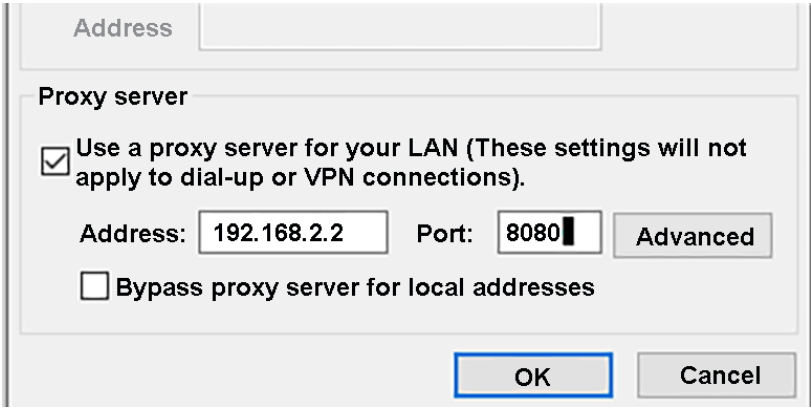 Address
Proxy server
Use a proxy server for your LAN (These settings will not
apply to dial-up or VPN connections).
Address: 192.168.2.2 Port: 8080 Advanced
Bypass proxy server for local addresses
OK Cancel